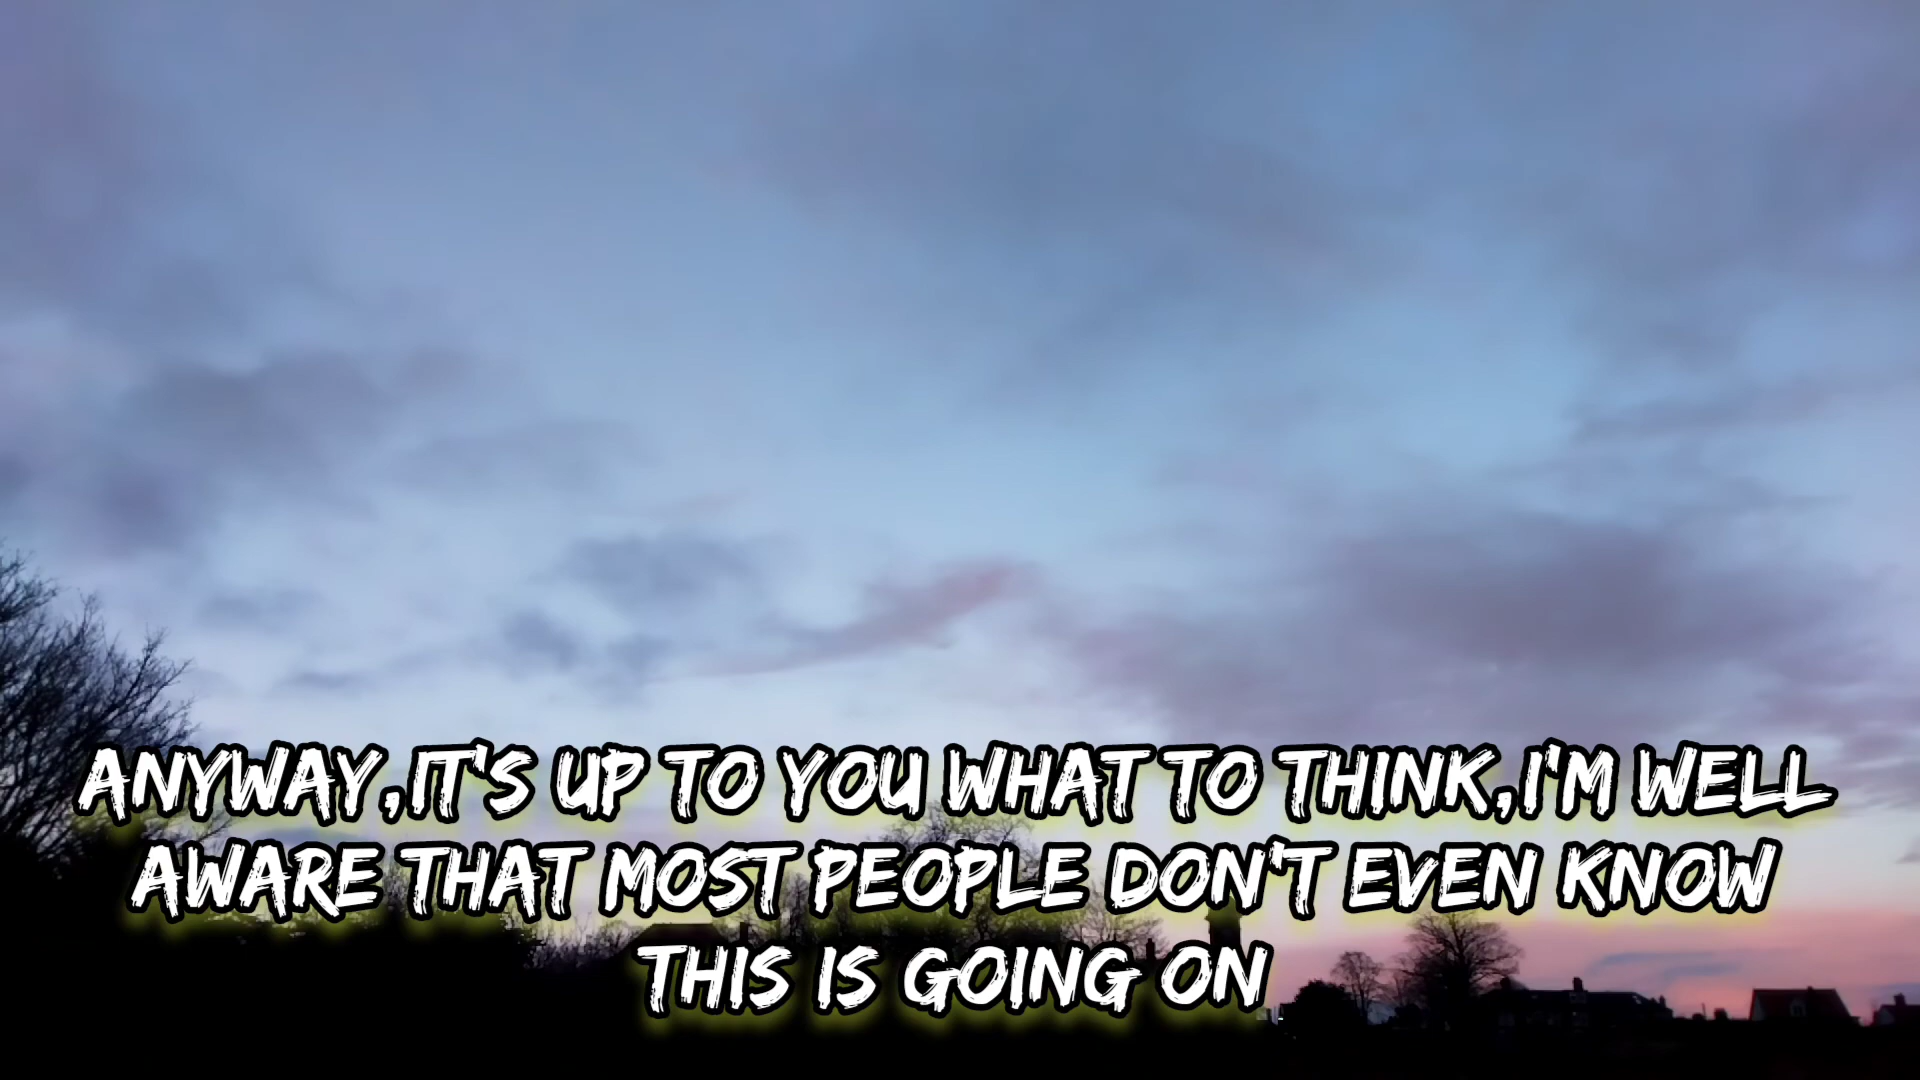 ANYWAY,IT'S UP TO YOU WHAT TO THINK,I'M WELL
AWARE THAT MOST PEOPLE DON'T EVEN KNOW
THIS IS GOING ON